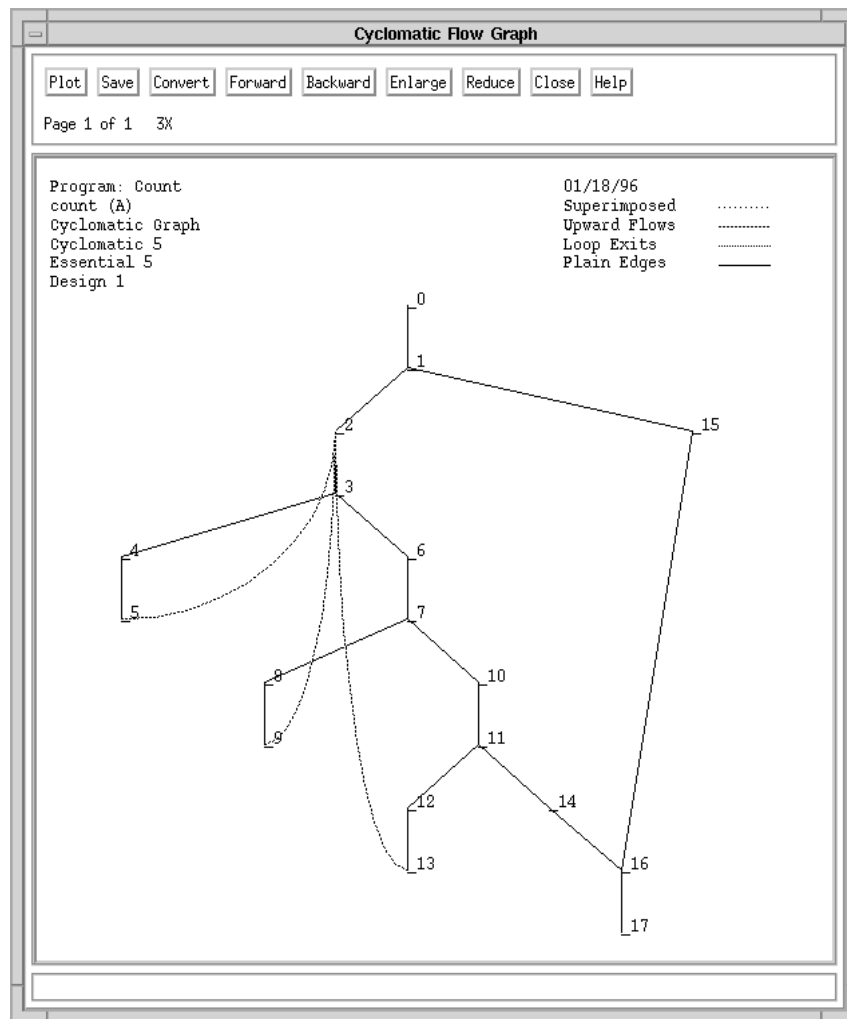 Cyclomatic Flow Graph
Plot Save Convert Forward Backward Enlarge Reduce Close Help
Page 1 of 1 3X
Program: Count
count (A)
Cyclomatic Graph
Cyclomatic 5
Essential 5
Design 1
01/18/96
Superimposed
Upward Flows
Loop Exits
Plain Edges
0
1
2
15
3
4
6
5
7
8
10
9
11
12
14
13
16
17